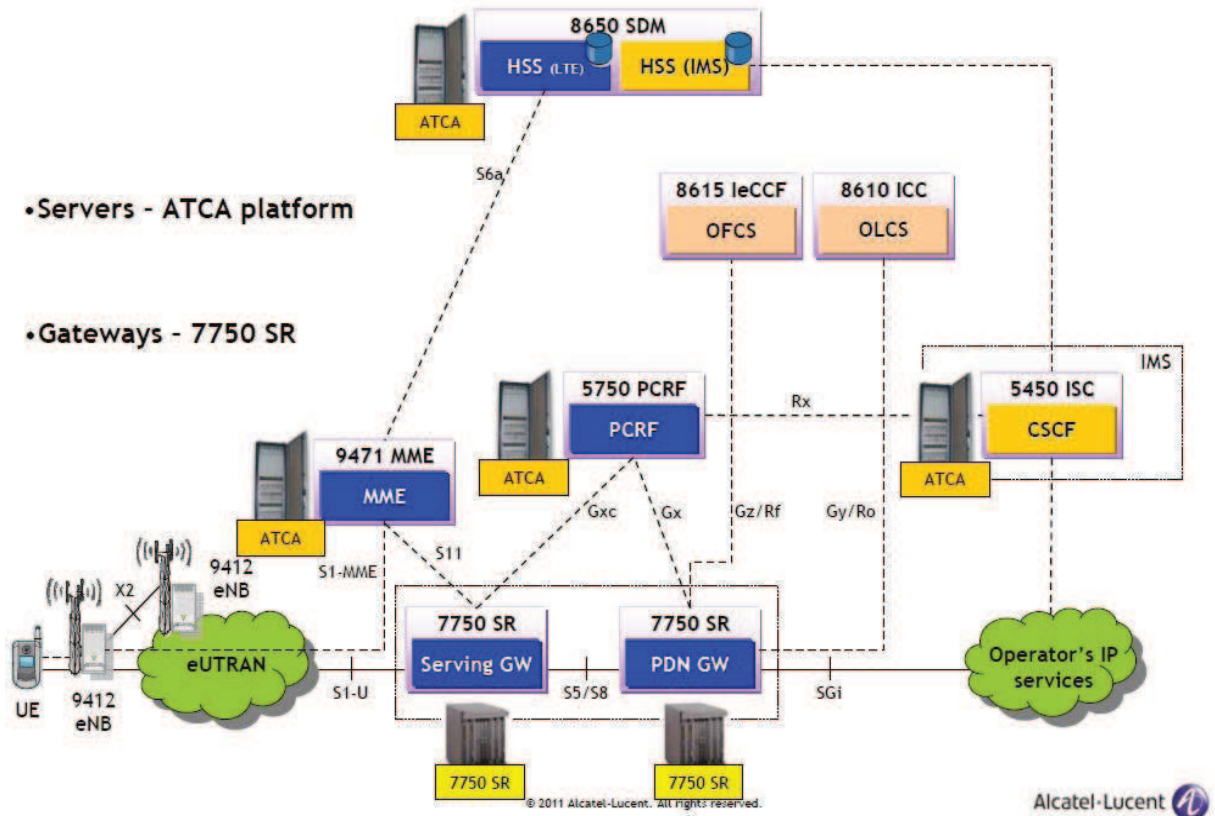 8650 SDM
HSS (LTE)
HSS (IMS)
ATCA
S6a
•Servers - ATCA platform
8615 IeCCF
OFCS
8610 ICC
OLCS
•Gateways - 7750 SR
IMS
5750 PCRF
PCRF
ATCA
Rx
5450 ISC
CSCF
ATCA
9471 MME
MME
ATCA
Gxc
Gx
Gz/Rf
Gy/Ro
S11
S1-MME
X2
9412
eNB
7750 SR
Serving GW
7750 SR
PDN GW
UE
9412
eNB
eUTRAN
S1-U
S5/S8
SGi
Operator's IP
services
7750 SR
7750 SR
© 2011 Alcatel-Lucent. All rights reserved.
Alcatel·Lucent